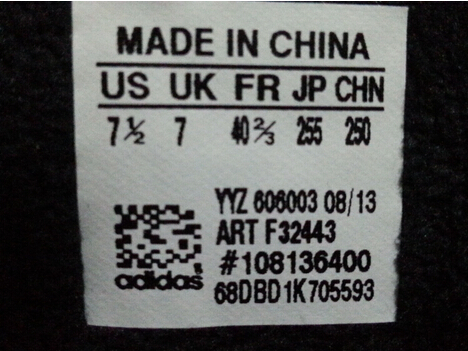 MADE IN CHINA
US UK FR JP CHN
7½ 7 40⅔ 255 250
YYZ 606003 08/13
ART F32443
#108136400
68DBD1K705593
adidas